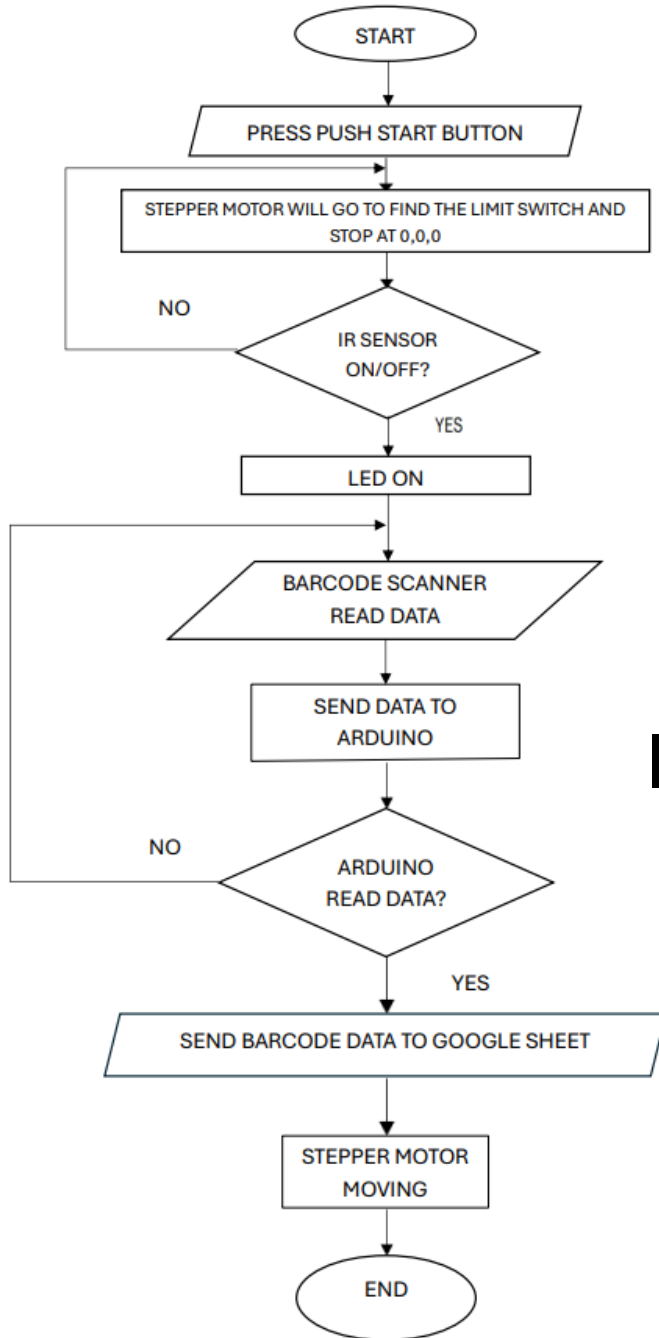 START
PRESS PUSH START BUTTON
STEPPER MOTOR WILL GO TO FIND THE LIMIT SWITCH AND
STOP AT 0,0,0
NO
IR SENSOR
ON/OFF?
YES
LED ON
BARCODE SCANNER
READ DATA
SEND DATA TO
ARDUINO
NO
ARDUINO
READ DATA?
YES
SEND BARCODE DATA TO GOOGLE SHEET
STEPPER MOTOR
MOVING
END